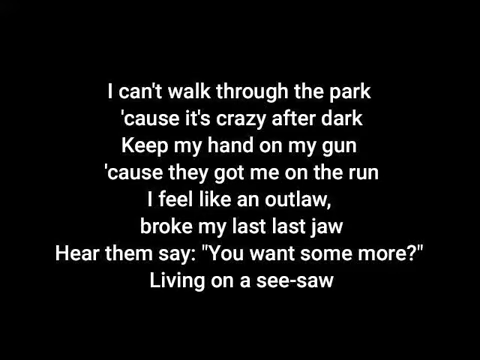 I can't walk through the park
'cause it's crazy after dark
Keep my hand on my gun
'cause they got me on the run
I feel like an outlaw,
broke my last last jaw
Hear them say: "You want some more?"
Living on a see-saw